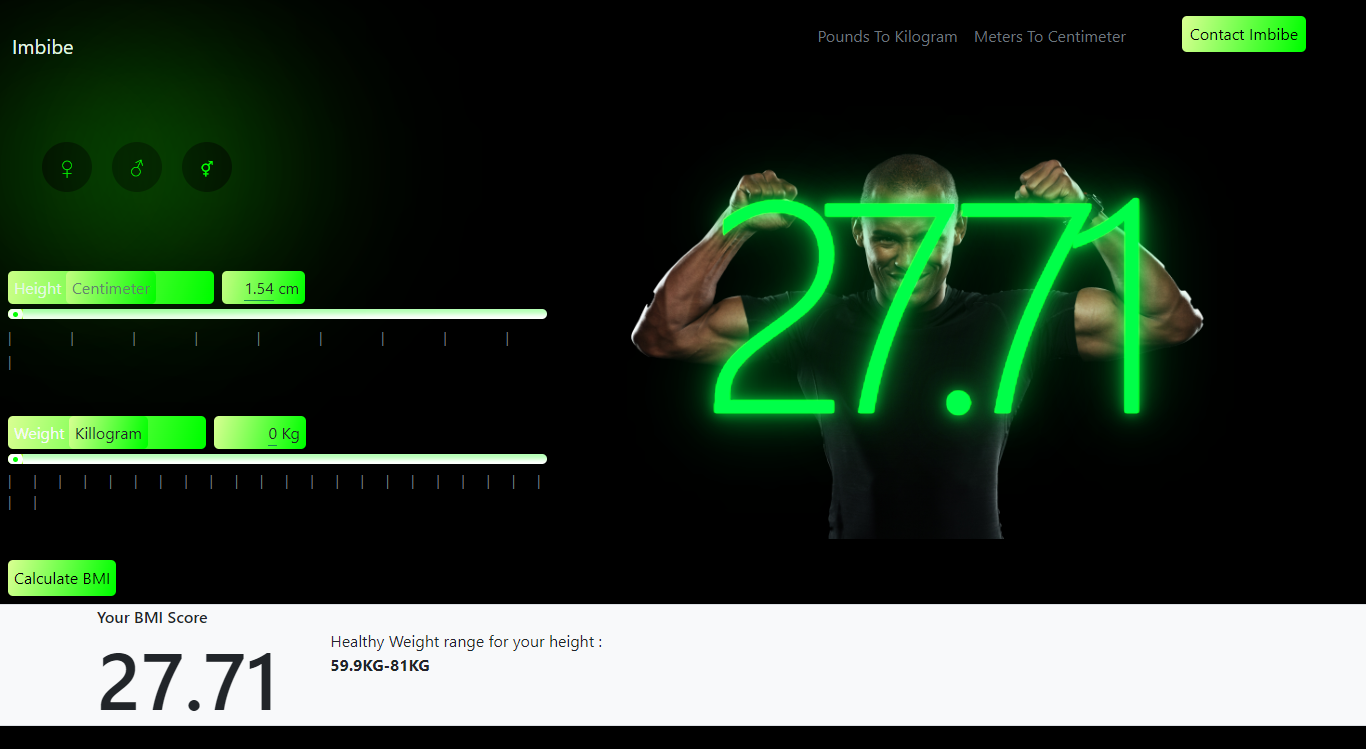 Imbibe
Pounds To Kilogram
Meters To Centimeter
Contact Imbibe
27.71
Height Centimeter
1.54 cm
Weight Killogram
0 Kg
Calculate BMI
Your BMI Score
27.71
Healthy Weight range for your height :
59.9KG-81KG